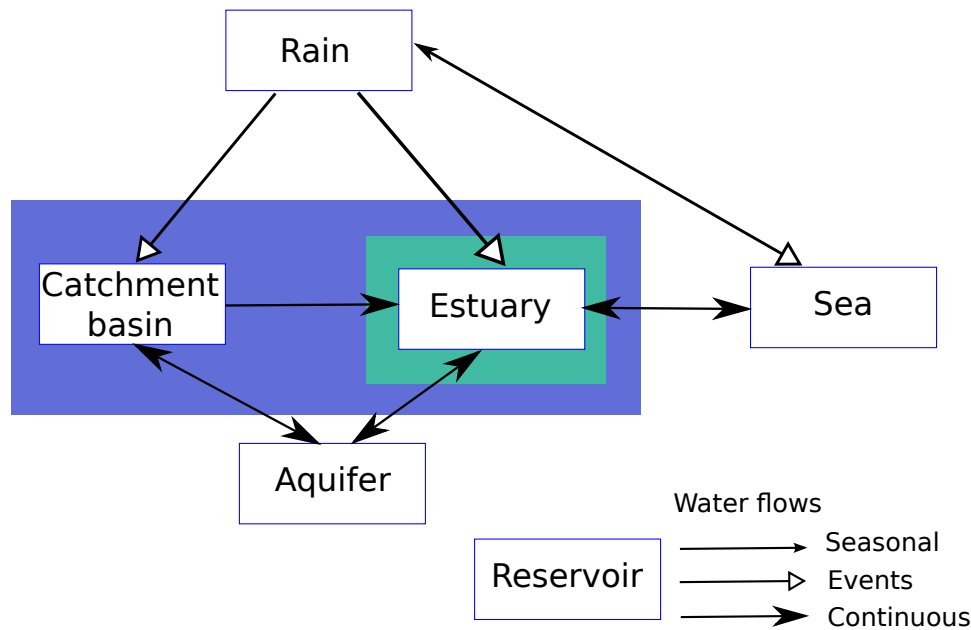 Rain
Catchment
basin
Estuary
Sea
Aquifer
Water flows
Reservoir
Seasonal
Events
Continuous